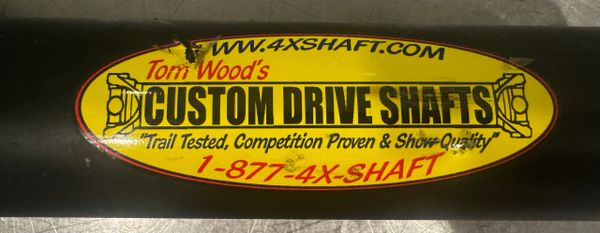 WWW.4XSHAFT.COM
Tom Wood's
CUSTOM DRIVE SHAFTS
"Trail Tested, Competition Proven & Show Quality"
1-877-4X-SHAFT